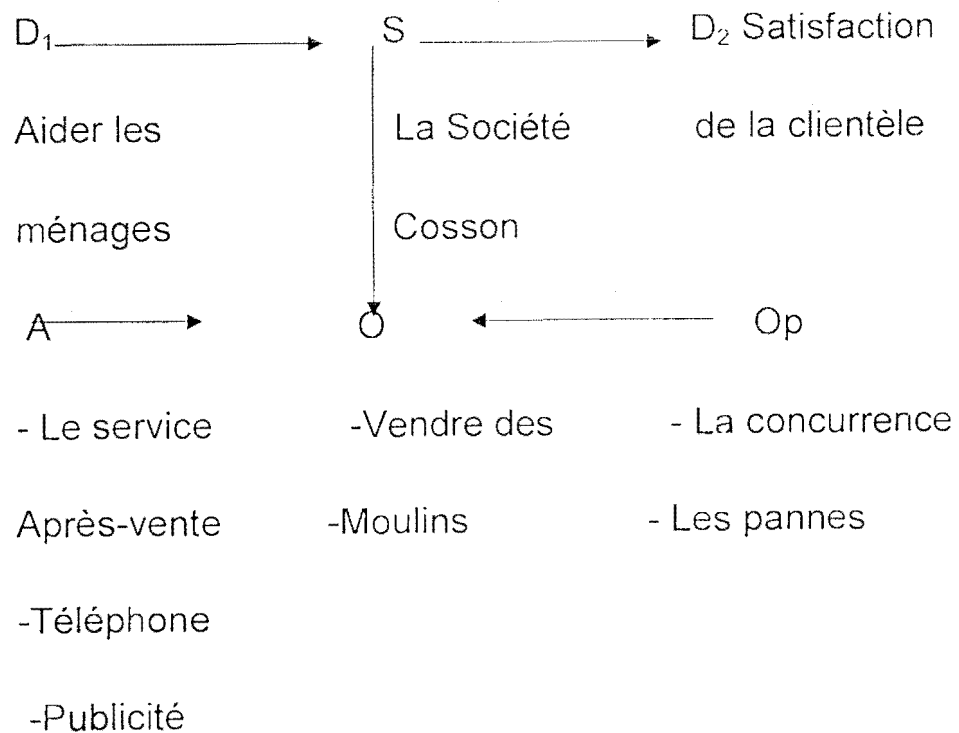 D₁ S D₂ Satisfaction
Aider les La Société de la clientèle
ménages Cosson
A O Op
- Le service -Vendre des - La concurrence
Après-vente -Moulins - Les pannes
-Téléphone
-Publicité